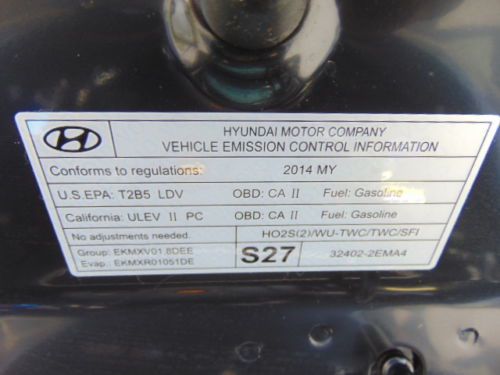 HYUNDAI MOTOR COMPANY
VEHICLE EMISSION CONTROL INFORMATION
Conforms to regulations: 2014 MY
U.S.EPA: T2B5 LDV OBD: CA II Fuel: Gasoline
California: ULEV II PC OBD: CA II Fuel: Gasoline
No adjustments needed. HO2S(2)/WU-TWC/TWC/SFI
Group: EKMXV01.8DEE S27 32402-2EMA4
Evap.: EKMXR01051DE